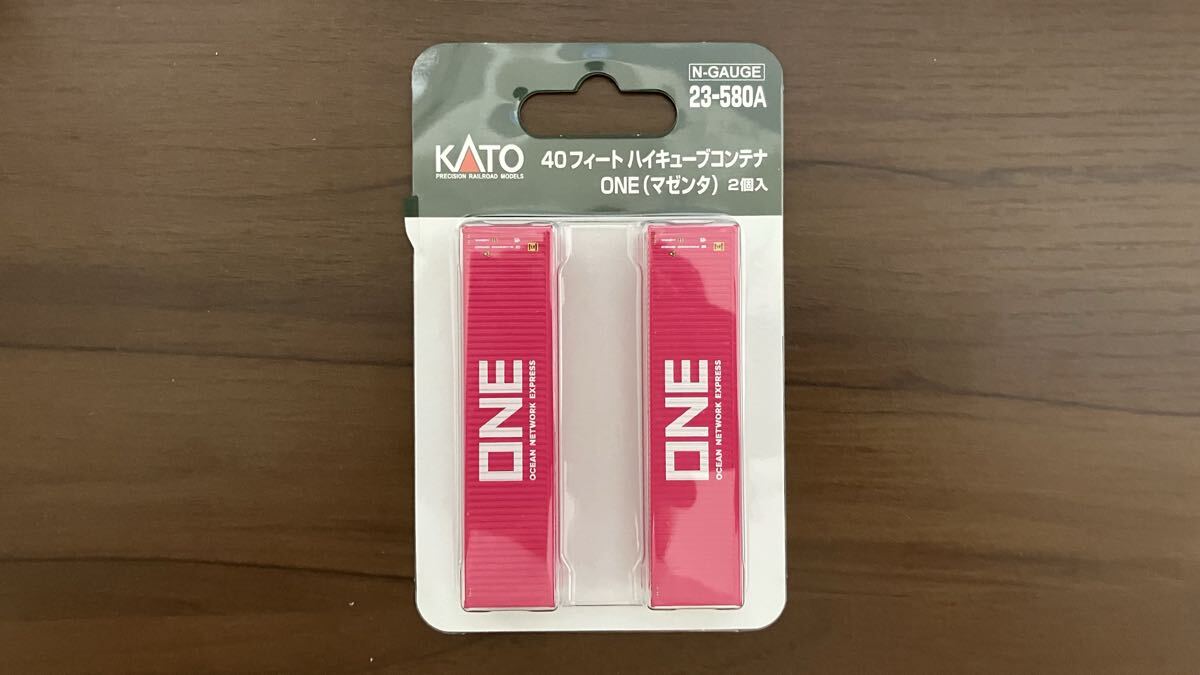 N-GAUGE
23-580A
KATO
PRECISION RAILROAD MODELS
40フィート ハイキューブコンテナ
ONE(マゼンタ) 2個入
ONE
OCEAN NETWORK EXPRESS
ONE
OCEAN NETWORK EXPRESS